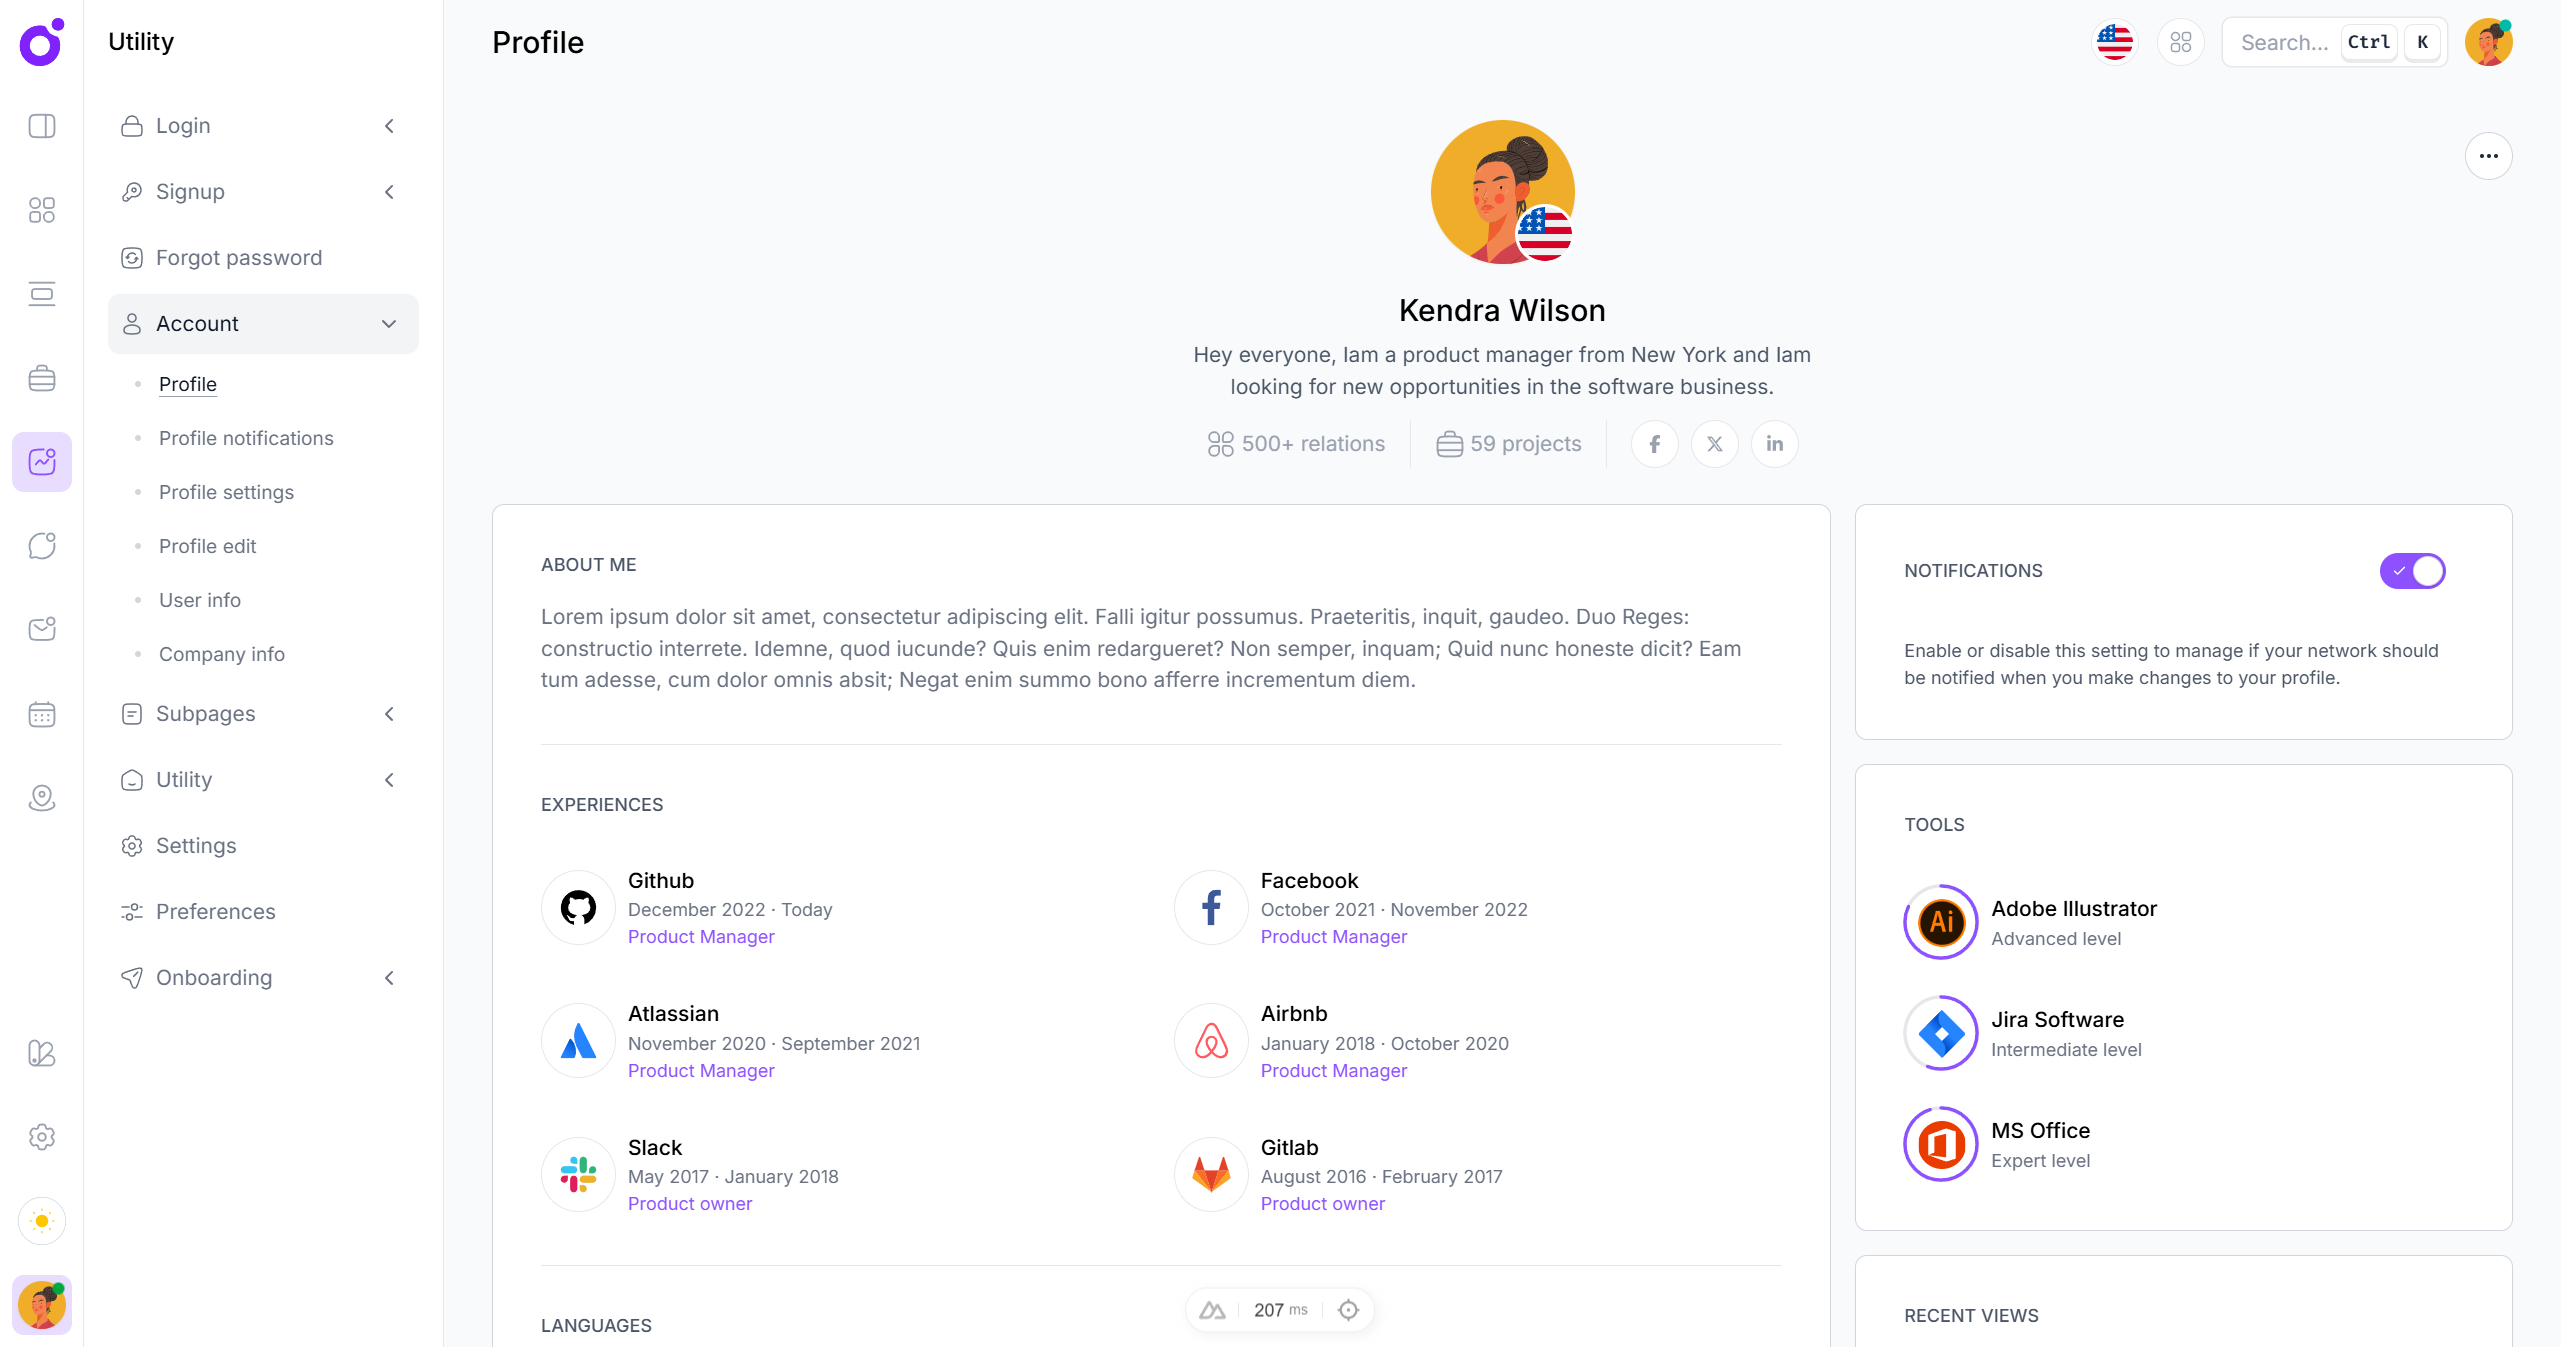 Utility
Login
Signup
Forgot password
Account
Profile
Profile notifications
Profile settings
Profile edit
User info
Company info
Subpages
Utility
Settings
Preferences
Onboarding
Profile
Search...
Ctrl
K
Kendra Wilson
Hey everyone, Iam a product manager from New York and Iam
looking for new opportunities in the software business.
500+ relations
59 projects
ABOUT ME
Lorem ipsum dolor sit amet, consectetur adipiscing elit. Falli igitur possumus. Praeteritis, inquit, gaudeo. Duo Reges:
constructio interrete. Idemne, quod iucunde? Quis enim redargueret? Non semper, inquam; Quid nunc honeste dicit? Eam
tum adesse, cum dolor omnis absit; Negat enim summo bono afferre incrementum diem.
EXPERIENCES
Github
December 2022 · Today
Product Manager
Facebook
October 2021 · November 2022
Product Manager
Atlassian
November 2020 · September 2021
Product Manager
Airbnb
January 2018 · October 2020
Product Manager
Slack
May 2017 · January 2018
Product owner
Gitlab
August 2016 · February 2017
Product owner
LANGUAGES
207 ms
NOTIFICATIONS
Enable or disable this setting to manage if your network should
be notified when you make changes to your profile.
TOOLS
Ai
Adobe Illustrator
Advanced level
Jira Software
Intermediate level
MS Office
Expert level
RECENT VIEWS